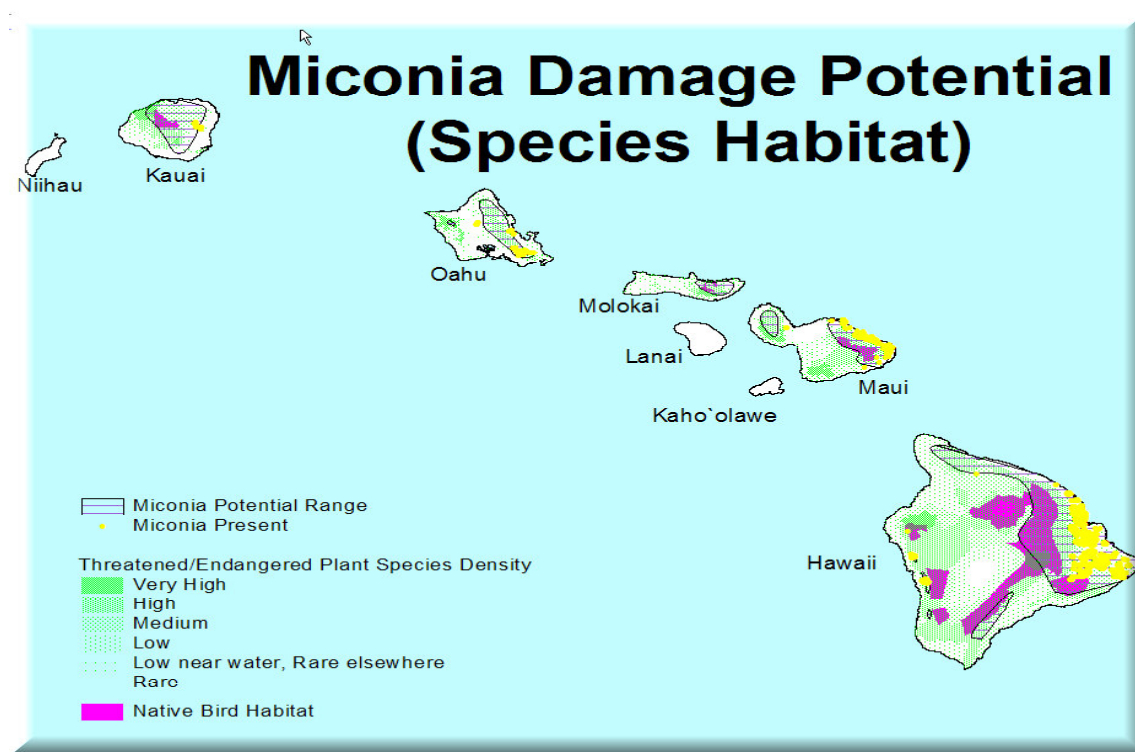 Miconia Damage Potential
(Species Habitat)
Niihau
Kauai
Oahu
Molokai
Lanai
Maui
Kaho`olawe
Hawaii
Miconia Potential Range
Miconia Present
Threatened/Endangered Plant Species Density
Very High
High
Medium
Low
Low near water, Rare elsewhere
Rare
Native Bird Habitat